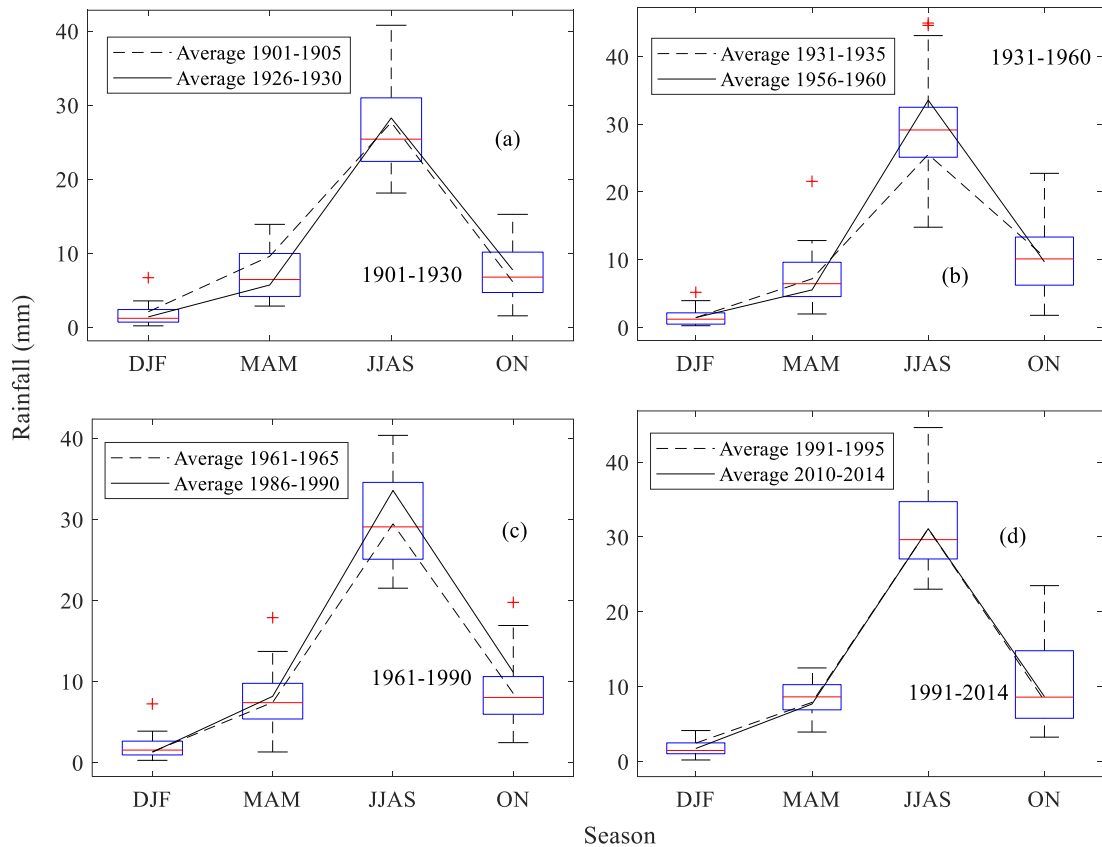 Average 1901-1905
Average 1926-1930
(a)
1901-1930
40
30
20
10
0
DJF MAM JJAS ON
Average 1931-1935
Average 1956-1960
1931-1960
(b)
40
30
20
10
0
DJF MAM JJAS ON
Rainfall (mm)
Average 1961-1965
Average 1986-1990
(c)
1961-1990
40
30
20
10
0
DJF MAM JJAS ON
Average 1991-1995
Average 2010-2014
(d)
1991-2014
40
30
20
10
0
DJF MAM JJAS ON
Season